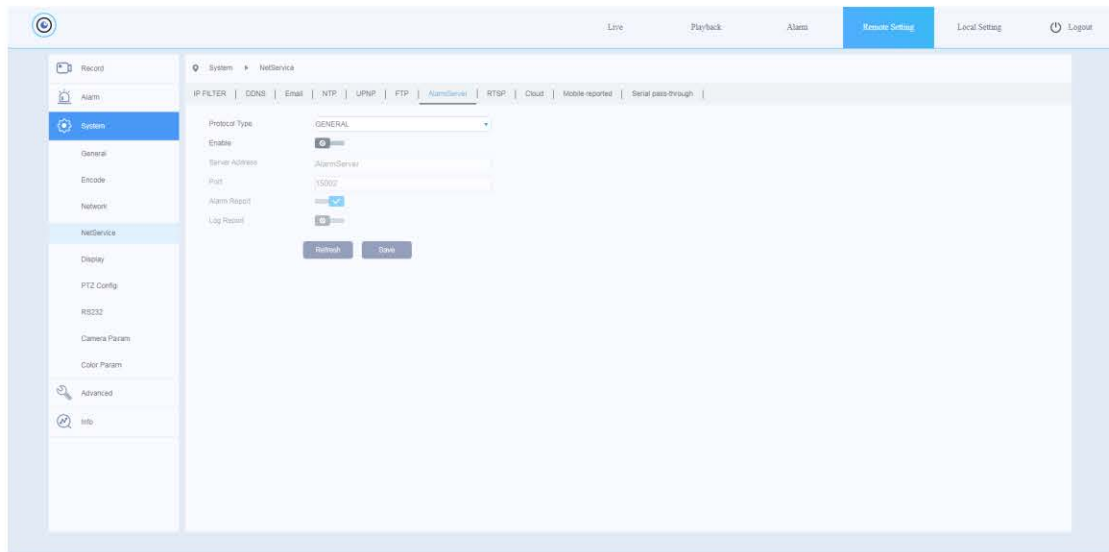 Live Playback Alarm Remote Setting Local Setting Logout
Record
Alarm
System
General
Encode
Network
NetService
Display
PTZ Config
RS232
Camera Param
Color Param
Advanced
Info
System NetService
IP FILTER | DDNS | Email | NTP | UPNP | FTP | AlarmServer | RTSP | Cloud | Mobile reported | Serial pass-through |
Protocol Type GENERAL
Enable
Server Address AlarmServer
Port 15002
Alarm Report
Log Report
Refresh Save